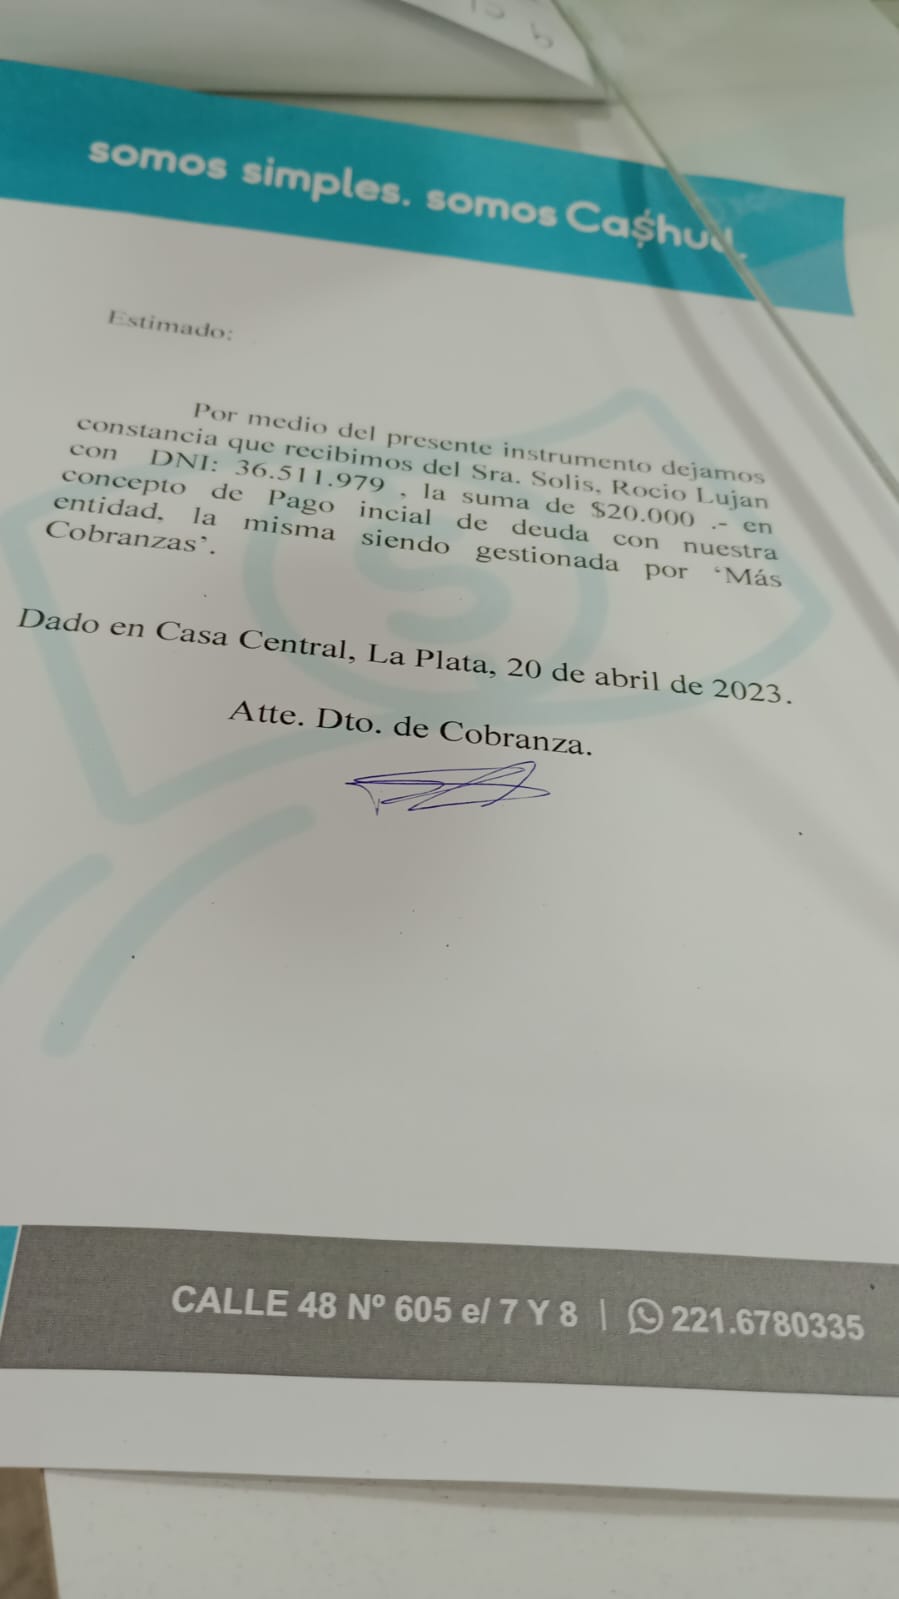 somos simples. somos Ca$hud.
Estimado:
Por medio del presente instrumento dejamos
constancia que recibimos del Sra. Solis, Rocio Lujan
con DNI: 36.511.979 , la suma de $20.000 .- en
concepto de Pago incial de deuda con nuestra
entidad, la misma siendo gestionada por ‘Más
Cobranzas’.
Dado en Casa Central, La Plata, 20 de abril de 2023.
Atte. Dto. de Cobranza.
CALLE 48 Nº 605 e/ 7 Y 8 | 221.6780335